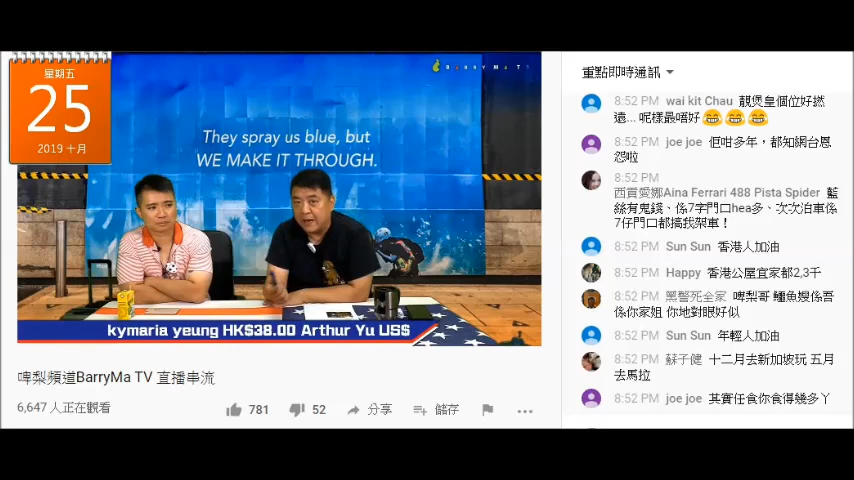 星期五
25
2019 十月
BARRYMA TV
They spray us blue, but
WE MAKE IT THROUGH.
kymaria yeung HK$38.00 Arthur Yu US$
啤梨頻道BarryMa TV 直播串流
6,647 人正在觀看
781
52
分享
儲存
重點即時通訊
8:52 PM wai kit Chau 靚煲皇個位好撚
遠... 呢樣最唔好😂😂😂
8:52 PM joe joe 佢咁多年，都知網台恩
怨啦
8:52 PM
西貢愛娜Aina Ferrari 488 Pista Spider 藍
絲有鬼錢、係7字門口hea多、次次泊車係
7仔門口都搞我架車！
8:52 PM Sun Sun 香港人加油
8:52 PM Happy 香港公屋宜家都2,3千
8:52 PM 黑警死全家 啤梨哥 鱷魚嫂係吾
係你家姐 你地對眼好似
8:52 PM Sun Sun 年輕人加油
8:52 PM 蘇子健 十二月去新加坡玩 五月
去馬拉
8:52 PM joe joe 其實任食你食得幾多丫